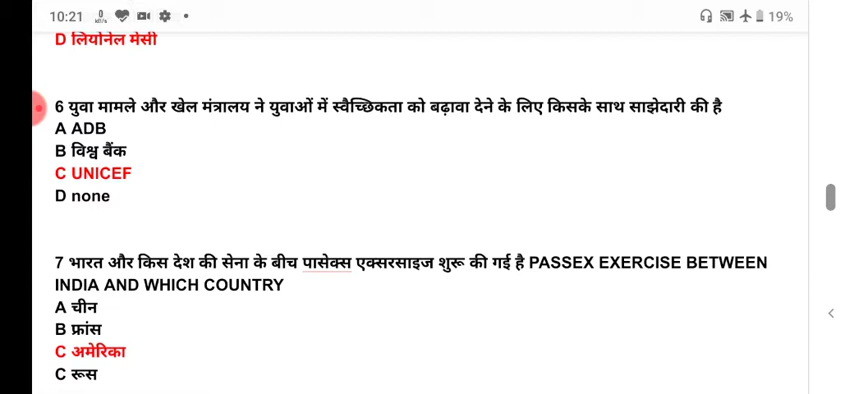 10:21
19%
D लियोनेल मेसी
6 युवा मामले और खेल मंत्रालय ने युवाओं में स्वैच्छिकता को बढ़ावा देने के लिए किसके साथ साझेदारी की है
A ADB
B विश्व बैंक
C UNICEF
D none
7 भारत और किस देश की सेना के बीच पासेक्स एक्सरसाइज शुरू की गई है PASSEX EXERCISE BETWEEN
INDIA AND WHICH COUNTRY
A चीन
B फ्रांस
C अमेरिका
C रूस